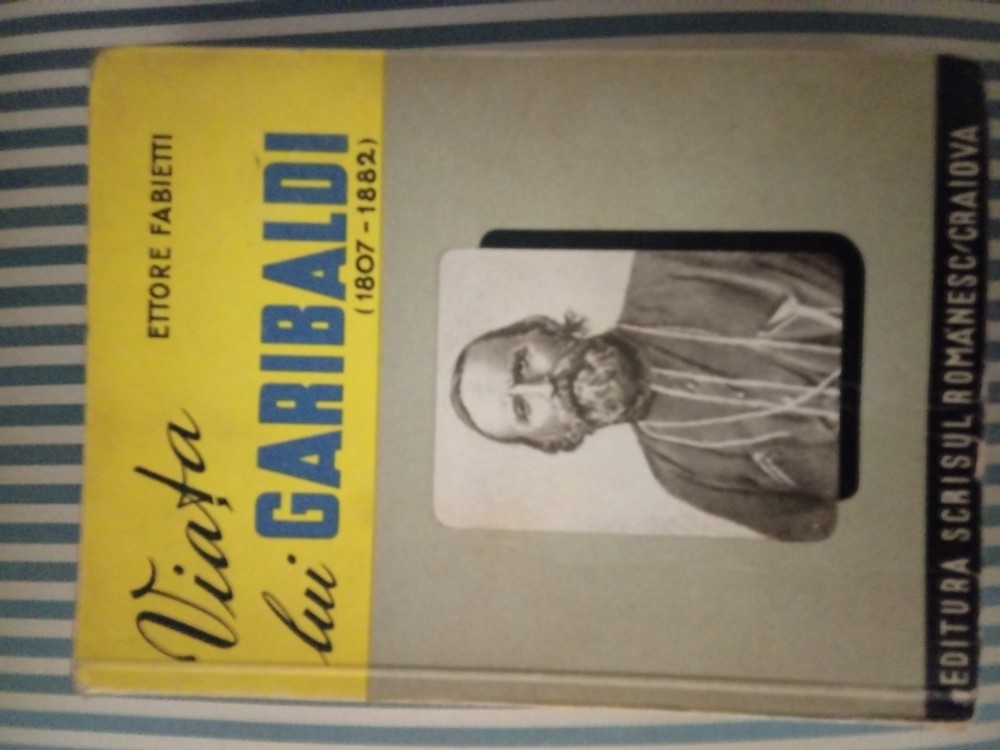 ETTORE FABIETTI
Viața
lui GARIBALDI
(1807-1882)
EDITURA SCRISUL ROMÂNESC/CRAIOVA